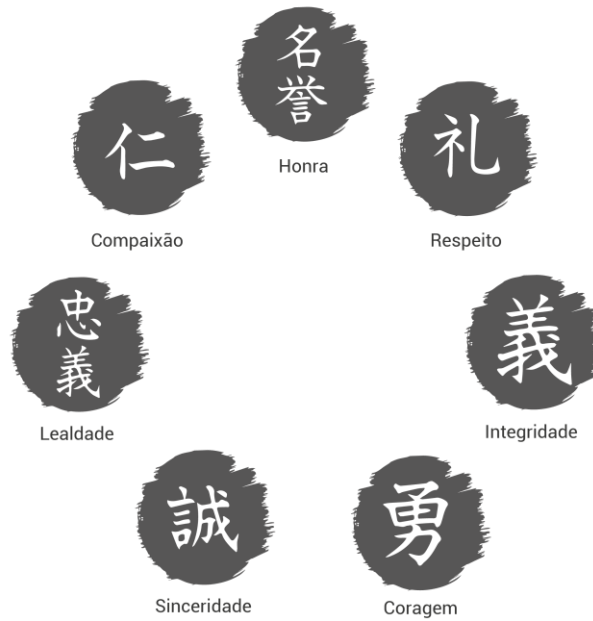 名
誉
Honra
仁
Compaixão
礼
Respeito
忠
義
Lealdade
義
Integridade
誠
Sinceridade
勇
Coragem